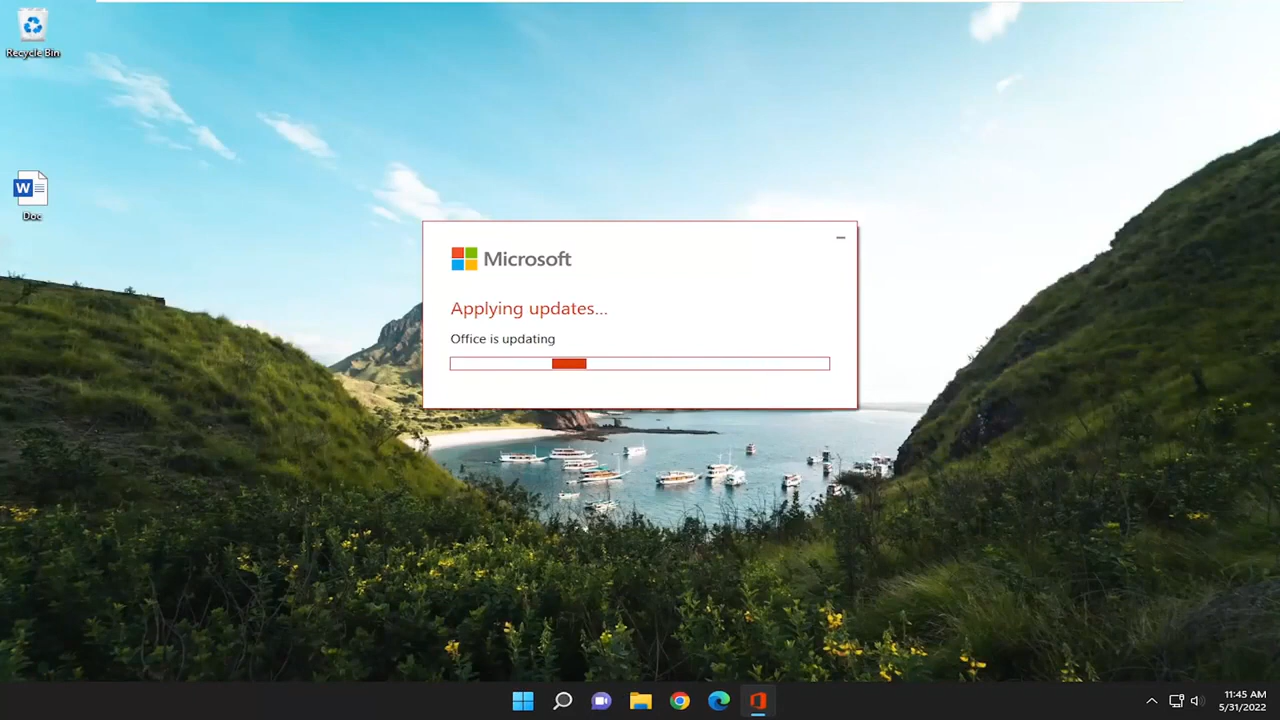 Recycle Bin
W
Doc
Microsoft
Applying updates...
Office is updating
11:45 AM
5/31/2022